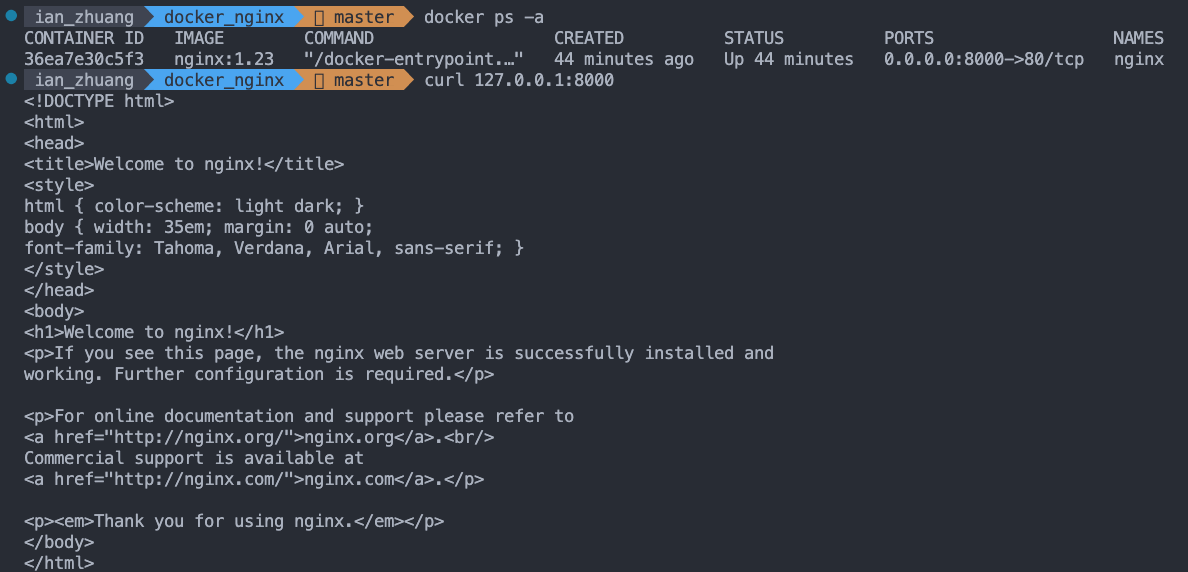 ian_zhuang docker_nginx master docker ps -a
CONTAINER ID IMAGE COMMAND CREATED STATUS PORTS NAMES
36ea7e30c5f3 nginx:1.23 "/docker-entrypoint.…" 44 minutes ago Up 44 minutes 0.0.0.0:8000->80/tcp nginx
ian_zhuang docker_nginx master curl 127.0.0.1:8000
<!DOCTYPE html>
<html>
<head>
<title>Welcome to nginx!</title>
<style>
html { color-scheme: light dark; }
body { width: 35em; margin: 0 auto;
font-family: Tahoma, Verdana, Arial, sans-serif; }
</style>
</head>
<body>
<h1>Welcome to nginx!</h1>
<p>If you see this page, the nginx web server is successfully installed and
working. Further configuration is required.</p>
<p>For online documentation and support please refer to
<a href="http://nginx.org/">nginx.org</a>.<br/>
Commercial support is available at
<a href="http://nginx.com/">nginx.com</a>.</p>
<p><em>Thank you for using nginx.</em></p>
</body>
</html>